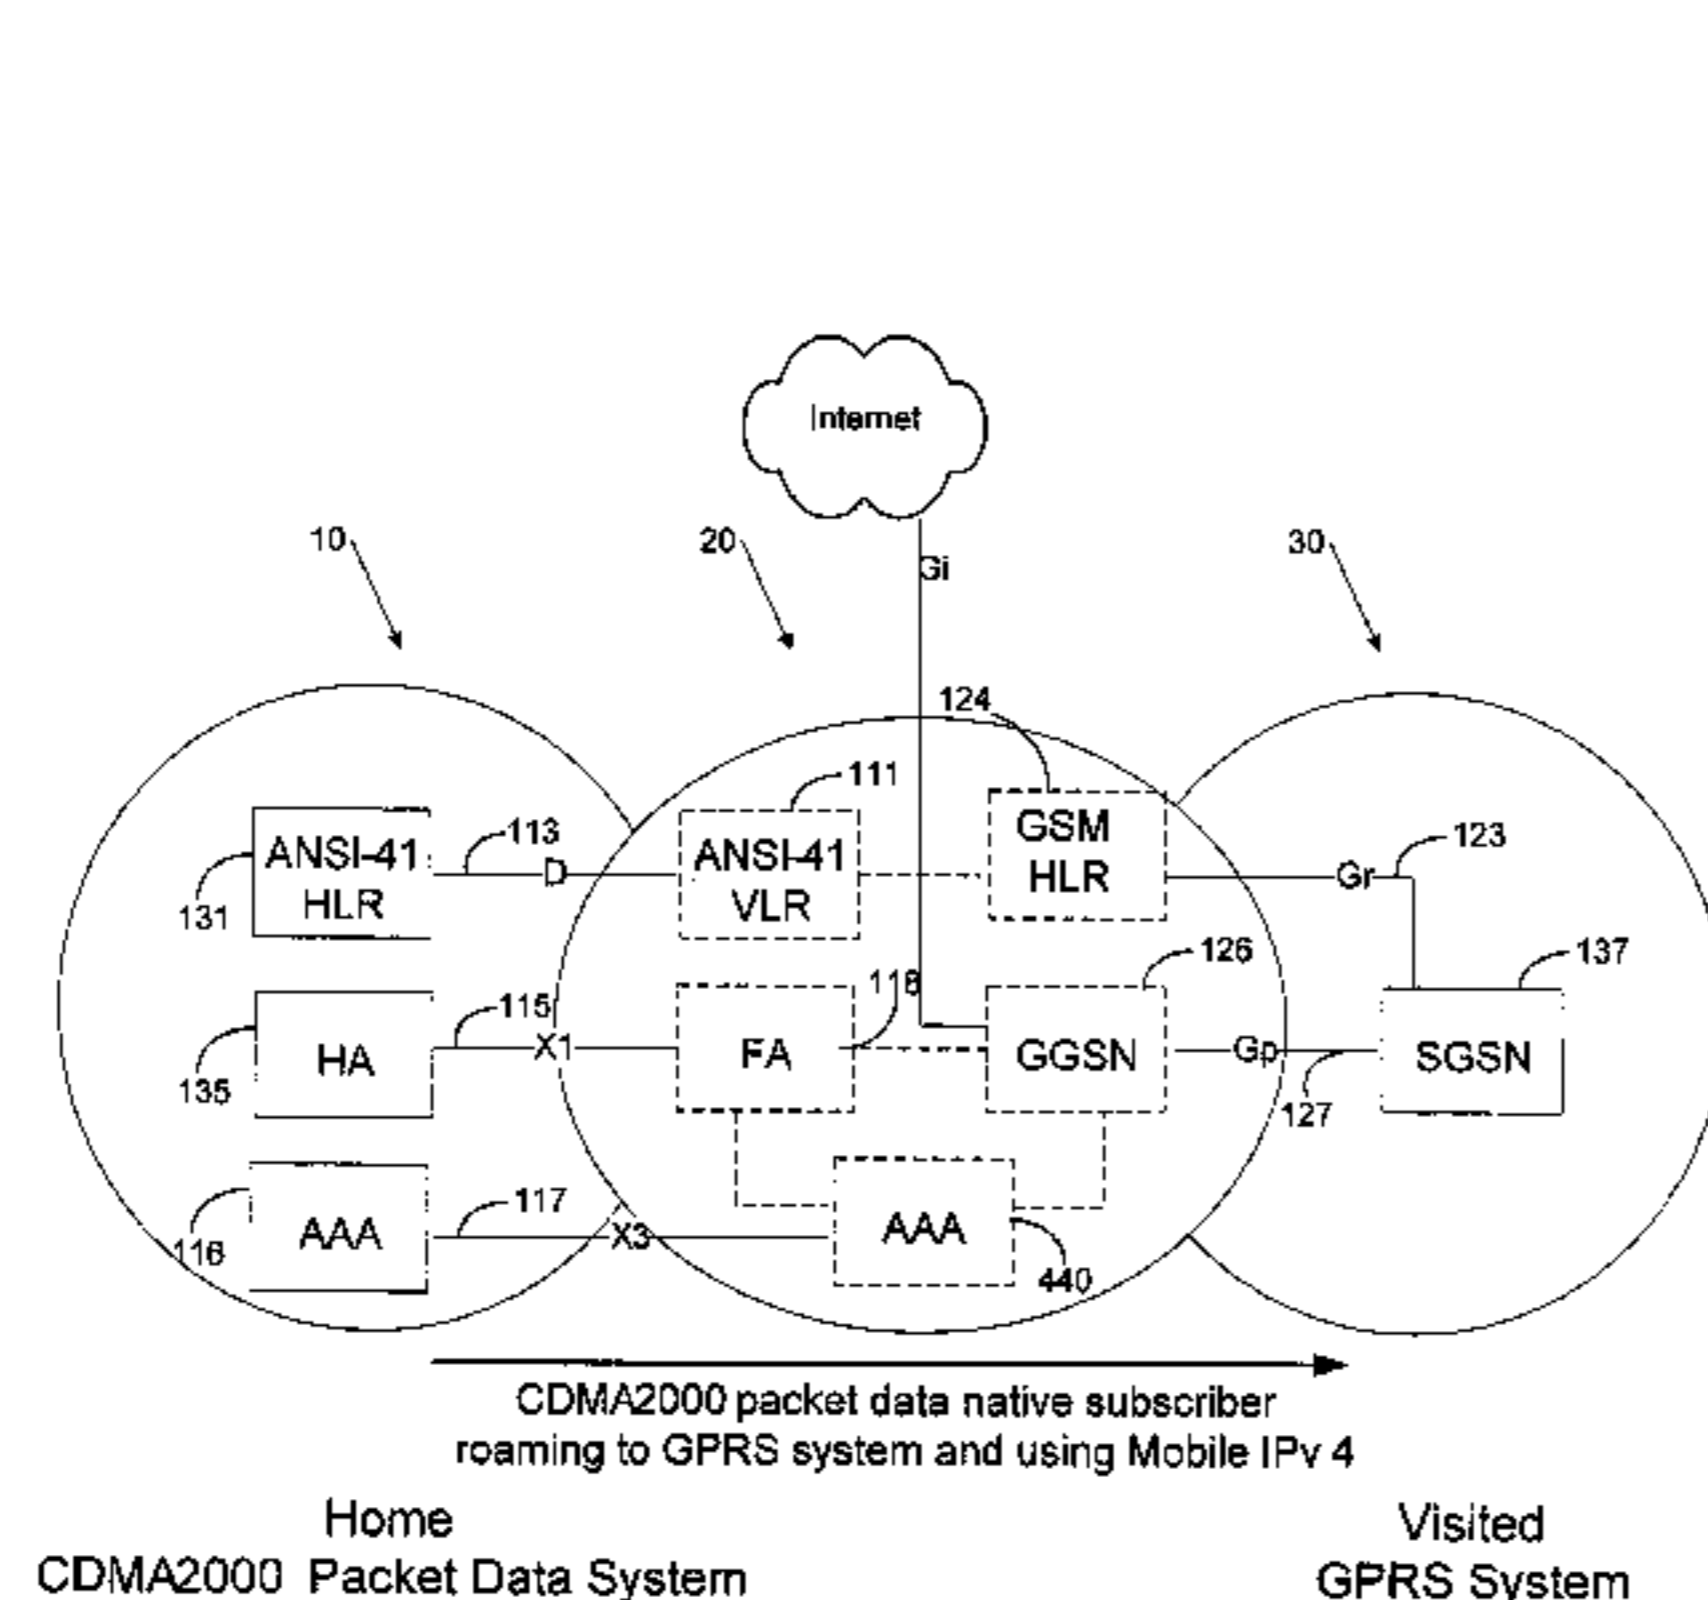 Internet
10
20
30
Gi
124
111
113
123
ANSI-41
HLR
D
ANSI-41
VLR
GSM
HLR
Gr
131
126
137
118
115
HA
X1
FA
GGSN
Gp
SGSN
135
127
117
AAA
X3
AAA
116
440
CDMA2000 packet data native subscriber
roaming to GPRS system and using Mobile IPv 4
Home
CDMA2000 Packet Data System
Visited
GPRS System